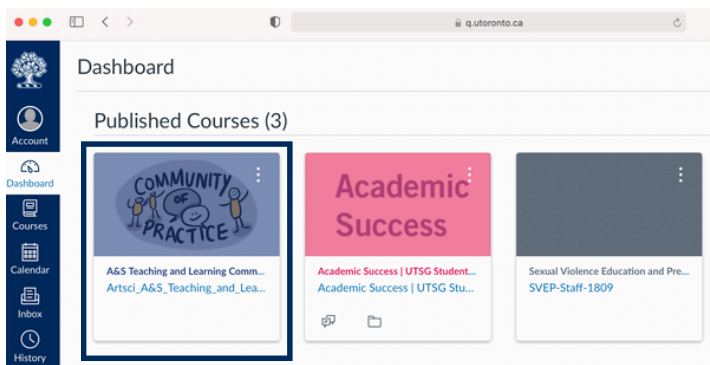 q.utoronto.ca
Dashboard
Account
Dashboard
Courses
Calendar
Inbox
History
Published Courses (3)
COMMUNITY
OF
PRACTICE
A&S Teaching and Learning Comm...
Artsci_A&S_Teaching_and_Lea...
Academic
Success
Academic Success | UTSG Student...
Academic Success | UTSG Stu...
Sexual Violence Education and Pre...
SVEP-Staff-1809